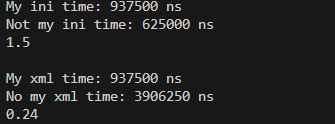 My ini time: 937500 ns
Not my ini time: 625000 ns
1.5

My xml time: 937500 ns
No my xml time: 3906250 ns
0.24